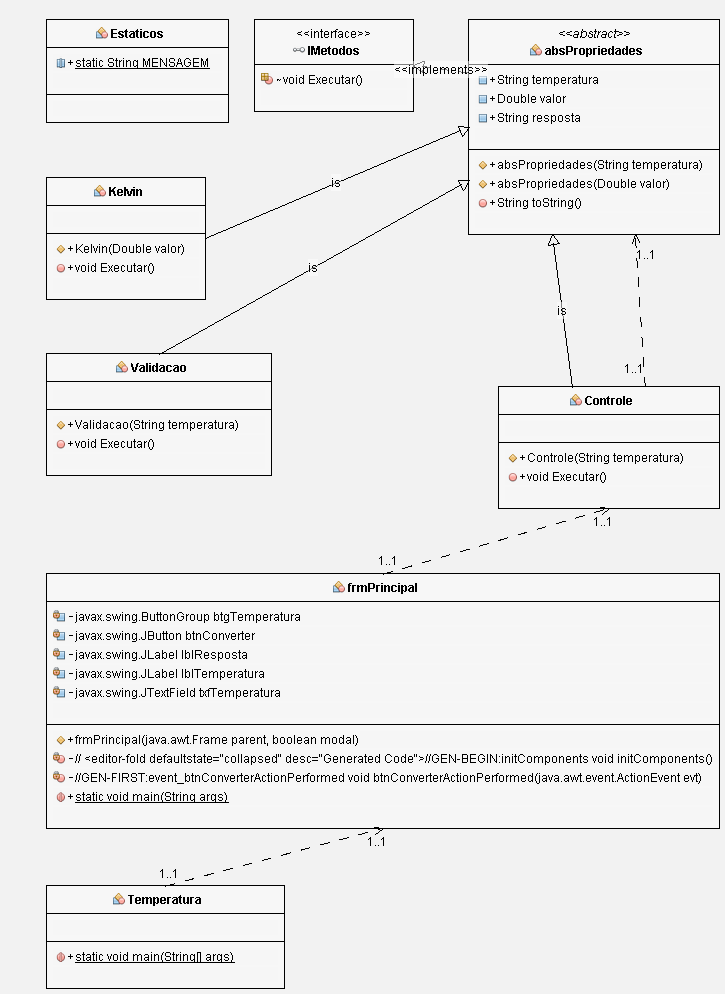 Estaticos
+static String MENSAGEM
<<interface>>
IMetodos
~void Executar()
<<implements>>
<<abstract>>
absPropriedades
+String temperatura
+Double valor
+String resposta
+absPropriedades(String temperatura)
+absPropriedades(Double valor)
+String toString()
Kelvin
+Kelvin(Double valor)
+void Executar()
is
is
Validacao
+Validacao(String temperatura)
+void Executar()
is
1..1
1..1
Controle
+Controle(String temperatura)
+void Executar()
1..1
1..1
frmPrincipal
-javax.swing.ButtonGroup btgTemperatura
-javax.swing.JButton btnConverter
-javax.swing.JLabel lblResposta
-javax.swing.JLabel lblTemperatura
-javax.swing.JTextField txfTemperatura
+frmPrincipal(java.awt.Frame parent, boolean modal)
-// <editor-fold defaultstate="collapsed" desc="Generated Code">//GEN-BEGIN:initComponents void initComponents()
-//GEN-FIRST:event_btnConverterActionPerformed void btnConverterActionPerformed(java.awt.event.ActionEvent evt)
+static void main(String args)
1..1
1..1
Temperatura
+static void main(String[] args)